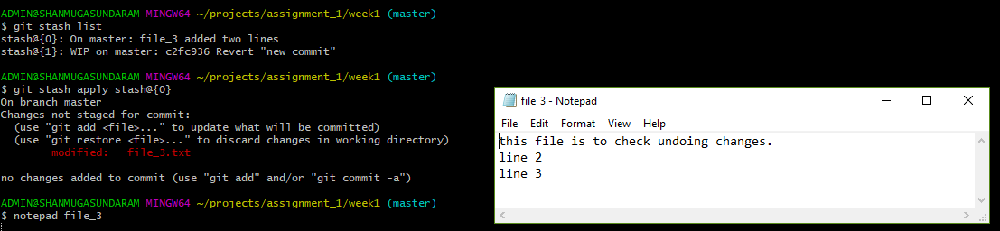 ADMIN@SHANMUGASUNDARAM MINGW64 ~/projects/assignment_1/week1 (master)
$ git stash list
stash@{0}: On master: file_3 added two lines
stash@{1}: WIP on master: c2fc936 Revert "new commit"
ADMIN@SHANMUGASUNDARAM MINGW64 ~/projects/assignment_1/week1 (master)
$ git stash apply stash@{0}
On branch master
Changes not staged for commit:
  (use "git add <file>..." to update what will be committed)
  (use "git restore <file>..." to discard changes in working directory)
        modified:   file_3.txt
no changes added to commit (use "git add" and/or "git commit -a")
ADMIN@SHANMUGASUNDARAM MINGW64 ~/projects/assignment_1/week1 (master)
$ notepad file_3
file_3 - Notepad
File Edit Format View Help
this file is to check undoing changes.
line 2
line 3